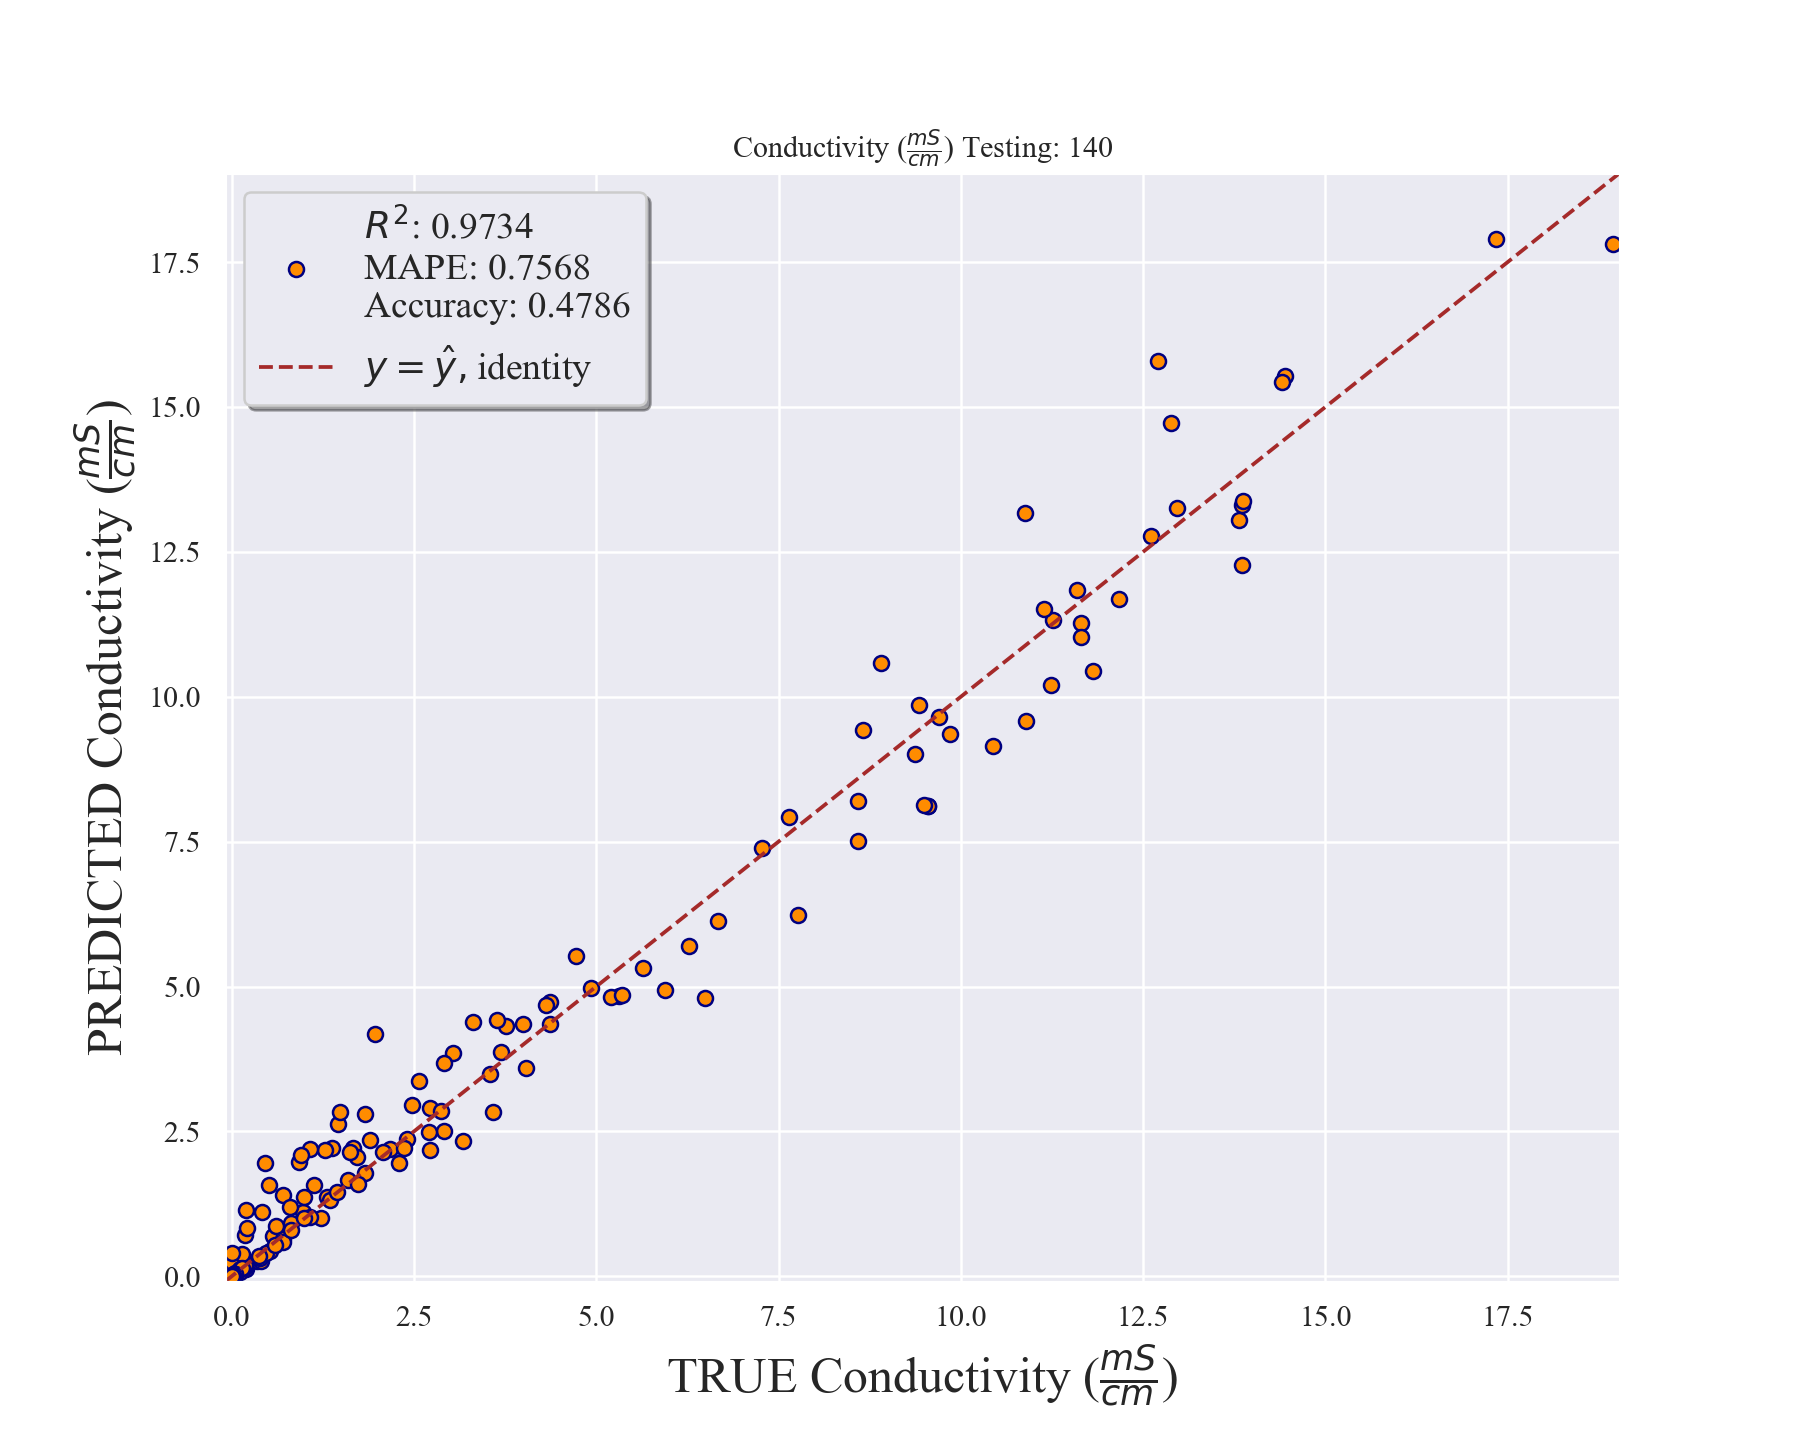 Conductivity (mS/cm) Testing: 140
R²: 0.9734
MAPE: 0.7568
Accuracy: 0.4786
y = ŷ, identity
PREDICTED Conductivity (mS/cm)
17.5
15.0
12.5
10.0
7.5
5.0
2.5
0.0
0.0 2.5 5.0 7.5 10.0 12.5 15.0 17.5
TRUE Conductivity (mS/cm)